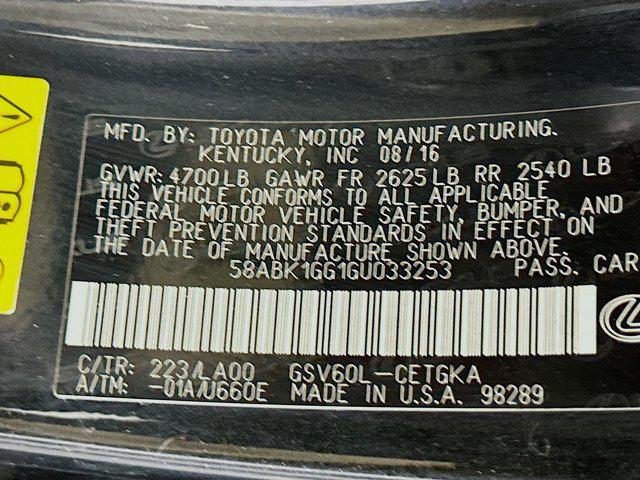 MFD. BY: TOYOTA MOTOR MANUFACTURING.
KENTUCKY, INC 08/16
GVWR: 4700LB GAWR FR 2625LB RR 2540 LB
THIS VEHICLE CONFORMS TO ALL APPLICABLE
FEDERAL MOTOR VEHICLE SAFETY, BUMPER, AND
THEFT PREVENTION STANDARDS IN EFFECT ON
THE DATE OF MANUFACTURE SHOWN ABOVE.
58ABK1GG1GU033253 PASS. CAR
C/TR: 223/LA00 GSV60L-CETGKA
A/TM: -01A/U660E MADE IN U.S.A. 98289